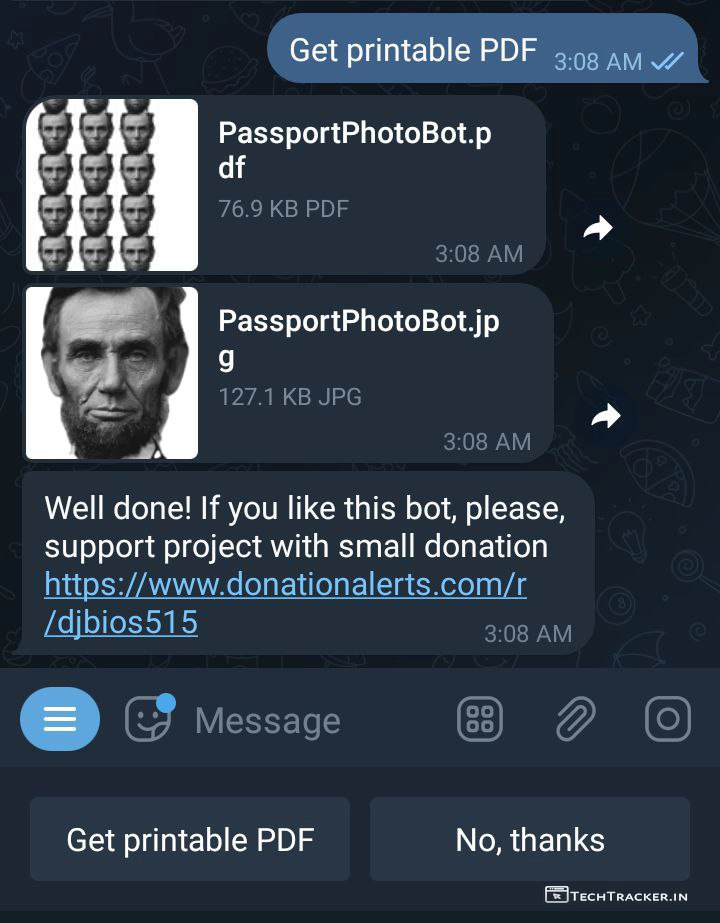 Get printable PDF 3:08 AM
PassportPhotoBot.p
df
76.9 KB PDF
3:08 AM
PassportPhotoBot.jp
g
127.1 KB JPG
3:08 AM
Well done! If you like this bot, please,
support project with small donation
https://www.donationalerts.com/r
/djbios515
3:08 AM
Message
Get printable PDF
No, thanks
TECHTRACKER.IN